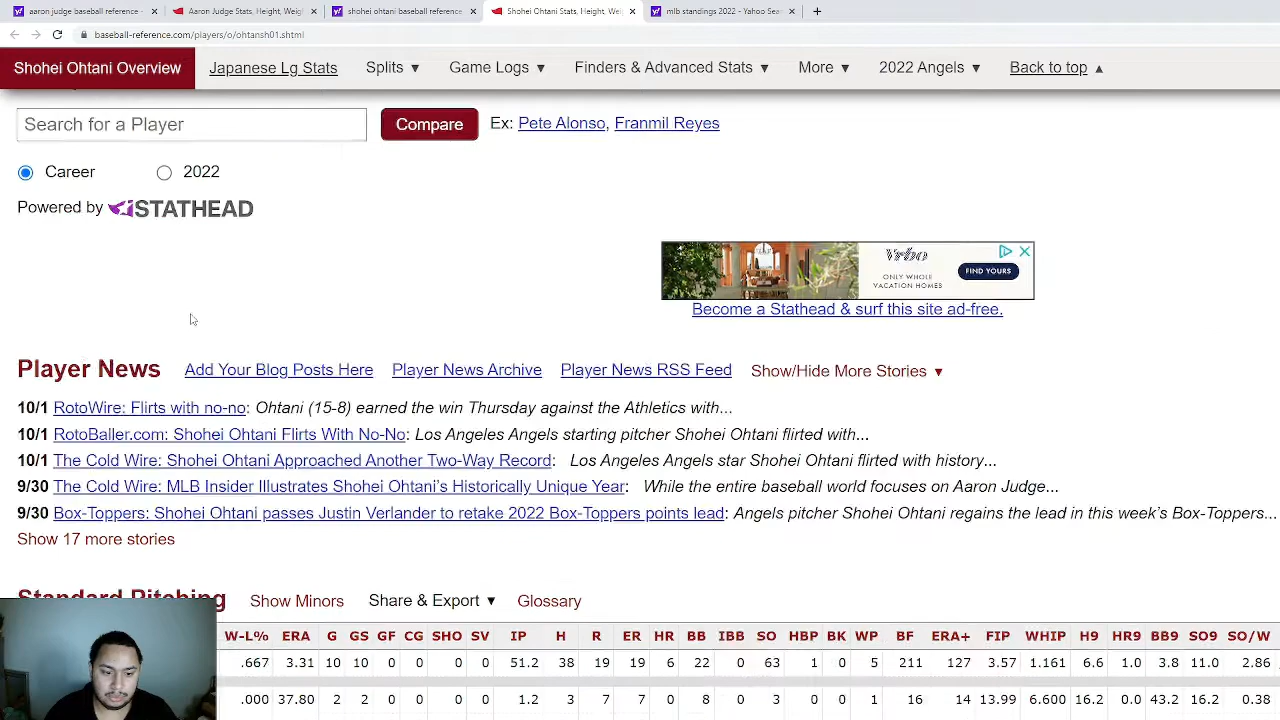 aaron judge baseball reference -
Aaron Judge Stats, Height, Weigh
shohei ohtani baseball reference
Shohei Ohtani Stats, Height, Wei
mlb standings 2022 - Yahoo Sea
baseball-reference.com/players/o/ohtansh01.shtml
Shohei Ohtani Overview Japanese Lg Stats Splits ▼ Game Logs ▼ Finders & Advanced Stats ▼ More ▼ 2022 Angels ▼ Back to top ▲
Search for a Player Compare Ex: Pete Alonso, Franmil Reyes
Career 2022
Powered by STATHEAD
Vrbo
ONLY WHOLE
VACATION HOMES
FIND YOURS
Become a Stathead & surf this site ad-free.
Player News Add Your Blog Posts Here Player News Archive Player News RSS Feed Show/Hide More Stories ▼
10/1 RotoWire: Flirts with no-no: Ohtani (15-8) earned the win Thursday against the Athletics with...
10/1 RotoBaller.com: Shohei Ohtani Flirts With No-No: Los Angeles Angels starting pitcher Shohei Ohtani flirted with...
10/1 The Cold Wire: Shohei Ohtani Approached Another Two-Way Record: Los Angeles Angels star Shohei Ohtani flirted with history...
9/30 The Cold Wire: MLB Insider Illustrates Shohei Ohtani’s Historically Unique Year: While the entire baseball world focuses on Aaron Judge...
9/30 Box-Toppers: Shohei Ohtani passes Justin Verlander to retake 2022 Box-Toppers points lead: Angels pitcher Shohei Ohtani regains the lead in this week’s Box-Toppers...
Show 17 more stories
Standard Pitching Show Minors Share & Export ▼ Glossary
W-L% ERA G GS GF CG SHO SV IP H R ER HR BB IBB SO HBP BK WP BF ERA+ FIP WHIP H9 HR9 BB9 SO9 SO/W
.667 3.31 10 10 0 0 0 0 51.2 38 19 19 6 22 0 63 1 0 5 211 127 3.57 1.161 6.6 1.0 3.8 11.0 2.86
.000 37.80 2 2 0 0 0 0 1.2 3 7 7 0 8 0 3 0 0 1 16 14 13.99 6.600 16.2 0.0 43.2 16.2 0.38